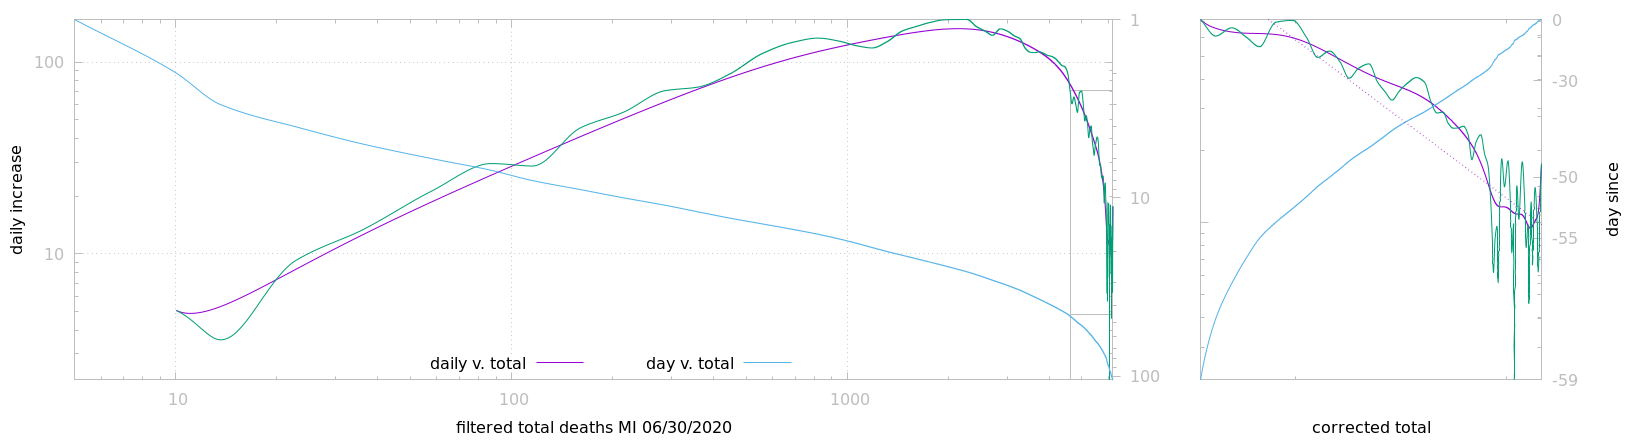 daily increase
100
10
daily v. total
day v. total
10
100
1000
filtered total deaths MI 06/30/2020
1
10
100
0
-30
-50
-55
-59
day since
corrected total